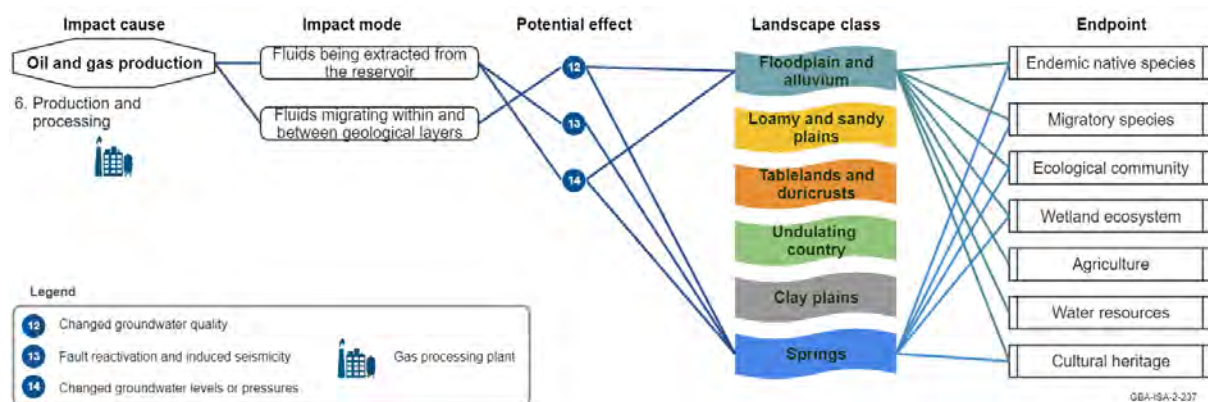 Impact cause
Impact mode
Potential effect
Landscape class
Endpoint
Oil and gas production
6. Production and
processing
Fluids being extracted from
the reservoir
Fluids migrating within and
between geological layers
12
13
14
Floodplain and
alluvium
Loamy and sandy
plains
Tablelands and
duricrusts
Undulating
country
Clay plains
Springs
Endemic native species
Migratory species
Ecological community
Wetland ecosystem
Agriculture
Water resources
Cultural heritage
Legend
12 Changed groundwater quality
13 Fault reactivation and induced seismicity
14 Changed groundwater levels or pressures
Gas processing plant
GBA-ISA-2-237